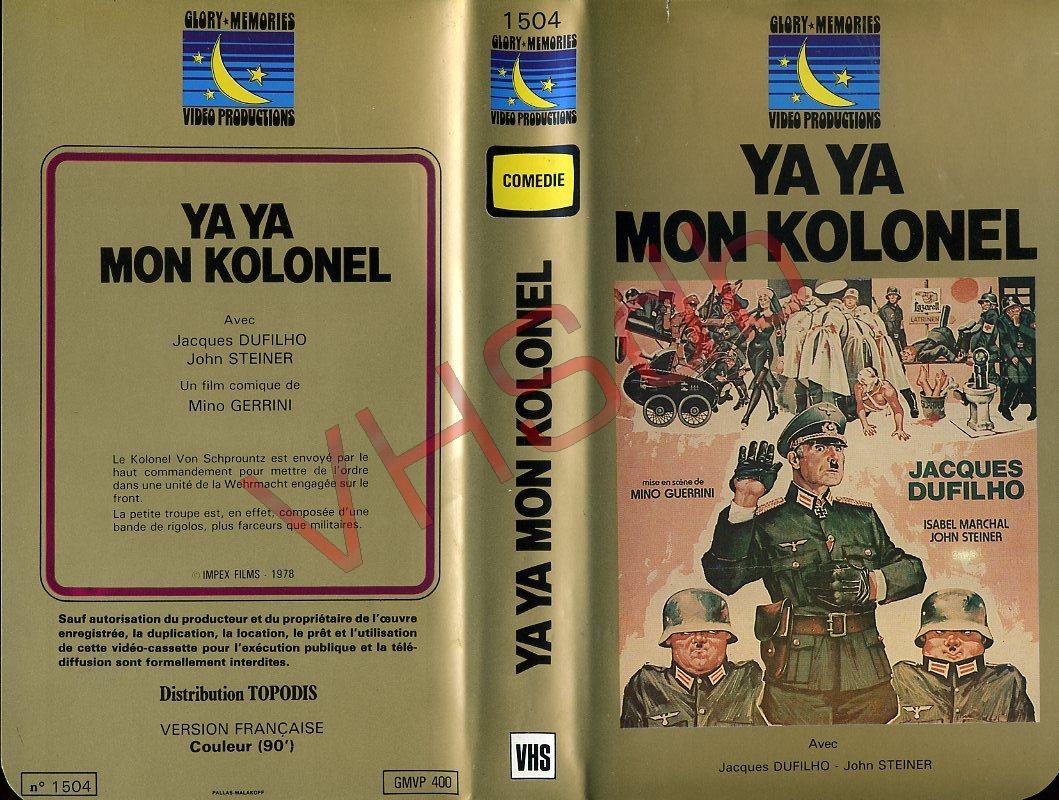 GLORY★MEMORIES
VIDEO PRODUCTIONS
YA YA
MON KOLONEL
Avec
Jacques DUFILHO
John STEINER
Un film comique de
Mino GERRINI
Le Kolonel Von Schprountz est envoyé par le
haut commandement pour mettre de l'ordre
dans une unité de la Wehrmacht engagée sur le
front.
La petite troupe est, en effet, composée d'une
bande de rigolos, plus farceurs que militaires.
© IMPEX FILMS - 1978
Sauf autorisation du producteur et du propriétaire de l'œuvre
enregistrée, la duplication, la location, le prêt et l'utilisation
de cette vidéo-cassette pour l'exécution publique et la télé-
diffusion sont formellement interdites.
Distribution TOPODIS
VERSION FRANÇAISE
Couleur (90')
n° 1504
GMVP 400
PALLAS-MALAKOFF
1504
GLORY★MEMORIES
VIDEO PRODUCTIONS
COMEDIE
YA YA MON KOLONEL
VHS
GLORY★MEMORIES
VIDEO PRODUCTIONS
YA YA
MON KOLONEL
lazarett
LATRINEN
mise en scène de
MINO GUERRINI
JACQUES
DUFILHO
ISABEL MARCHAL
JOHN STEINER
Avec
Jacques DUFILHO - John STEINER
VHSdb